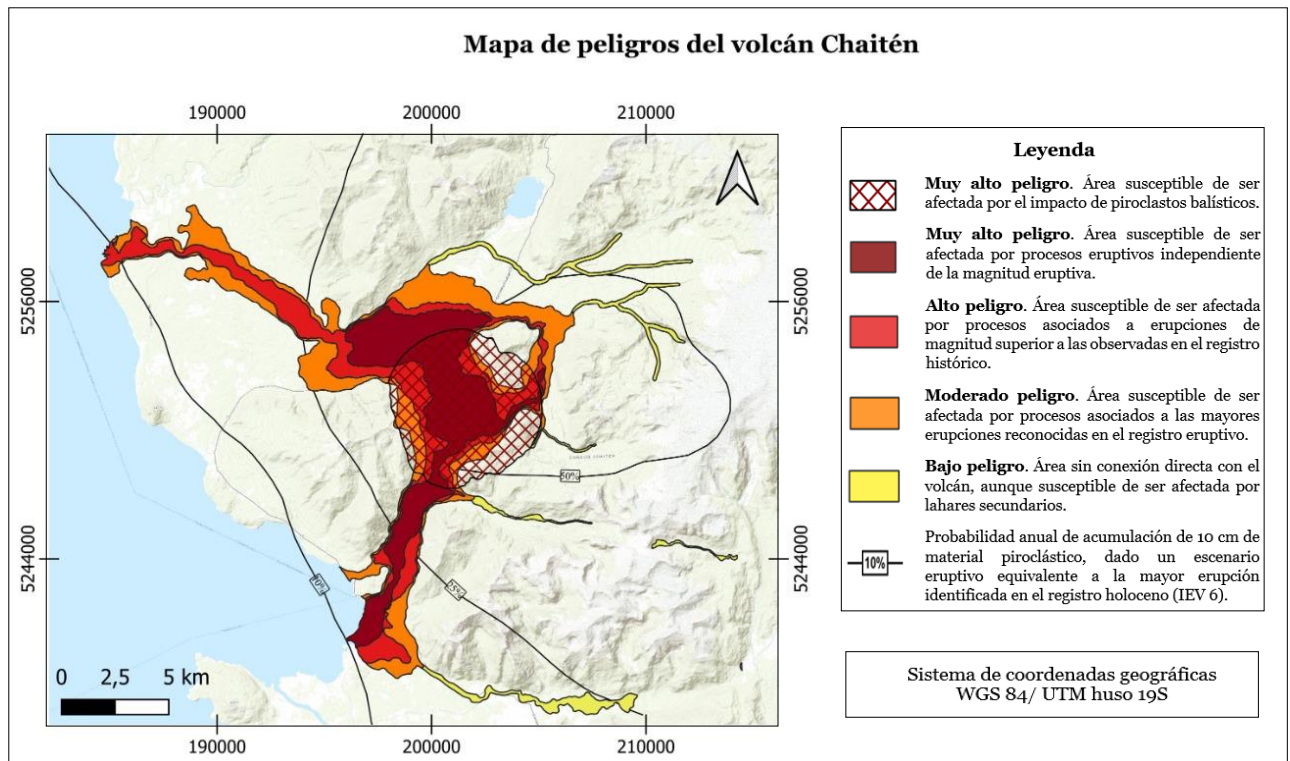 Mapa de peligros del volcán Chaitén
190000
200000
210000
5256000
5256000
50%
5244000
5244000
25%
0 2,5 5 km
190000
200000
210000
Leyenda
Muy alto peligro. Área susceptible de ser
afectada por el impacto de piroclastos balísticos.
Muy alto peligro. Área susceptible de ser
afectada por procesos eruptivos independiente
de la magnitud eruptiva.
Alto peligro. Área susceptible de ser afectada
por procesos asociados a erupciones de
magnitud superior a las observadas en el registro
histórico.
Moderado peligro. Área susceptible de ser
afectada por procesos asociados a las mayores
erupciones reconocidas en el registro eruptivo.
Bajo peligro. Área sin conexión directa con el
volcán, aunque susceptible de ser afectada por
lahares secundarios.
10%
Probabilidad anual de acumulación de 10 cm de
material piroclástico, dado un escenario
eruptivo equivalente a la mayor erupción
identificada en el registro holoceno (IEV 6).
Sistema de coordenadas geográficas
WGS 84/ UTM huso 19S